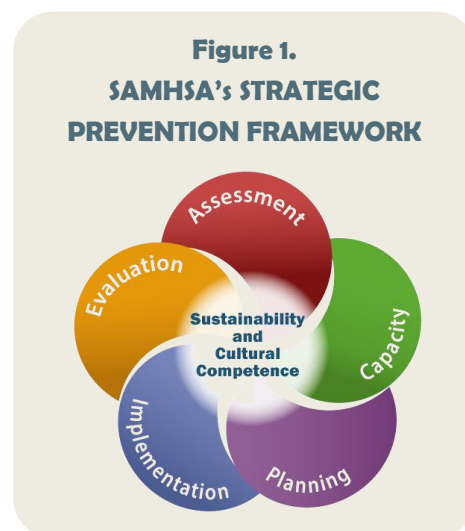 Figure 1.
SAMHSA's STRATEGIC
PREVENTION FRAMEWORK
Assessment
Capacity
Planning
Implementation
Evaluation
Sustainability
and
Cultural
Competence